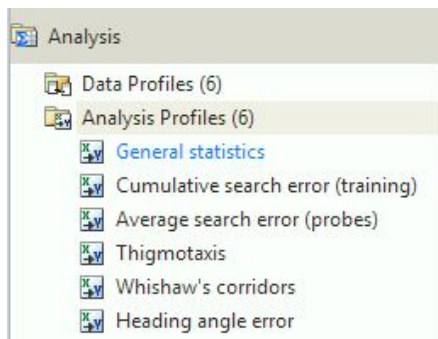 Analysis
Data Profiles (6)
Analysis Profiles (6)
General statistics
Cumulative search error (training)
Average search error (probes)
Thigmotaxis
Whishaw's corridors
Heading angle error